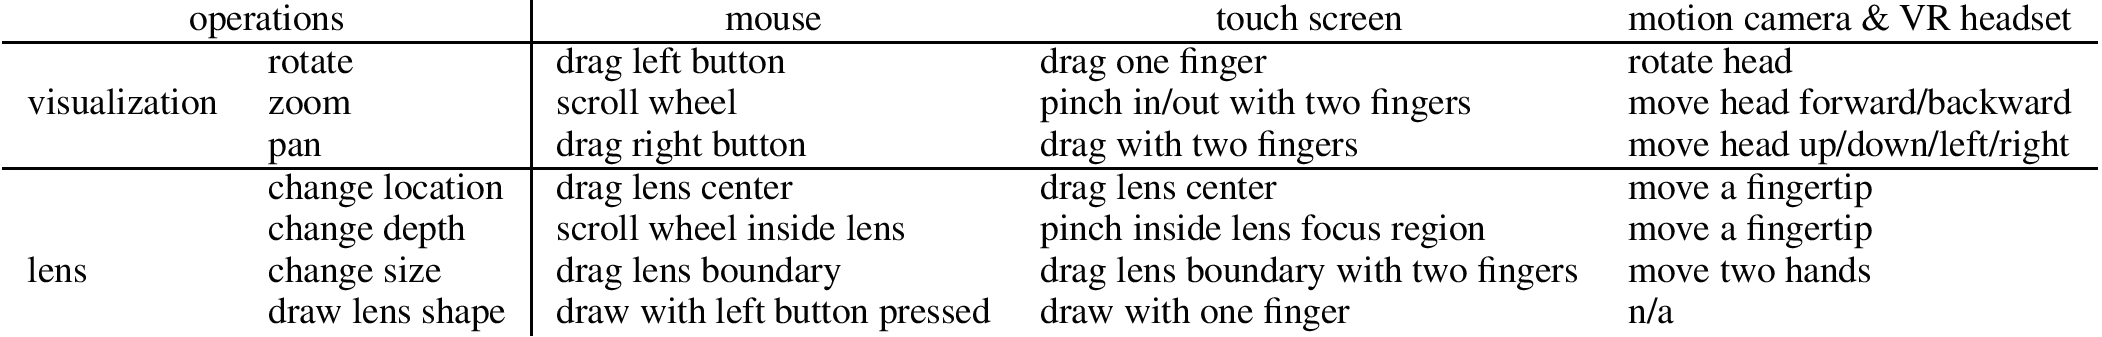 operations mouse touch screen motion camera & VR headset
rotate drag left button drag one finger rotate head
visualization zoom scroll wheel pinch in/out with two fingers move head forward/backward
pan drag right button drag with two fingers move head up/down/left/right
change location drag lens center drag lens center move a fingertip
change depth scroll wheel inside lens pinch inside lens focus region move a fingertip
lens change size drag lens boundary drag lens boundary with two fingers move two hands
draw lens shape draw with left button pressed draw with one finger n/a